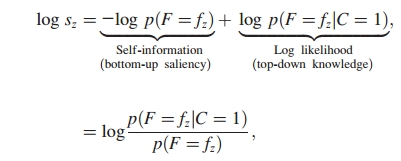 log s_z = −log p(F = f_z) + log p(F = f_z|C = 1),
Self-information Log likelihood
(bottom-up saliency) (top-down knowledge)
= log p(F = f_z|C = 1) / p(F = f_z) ,